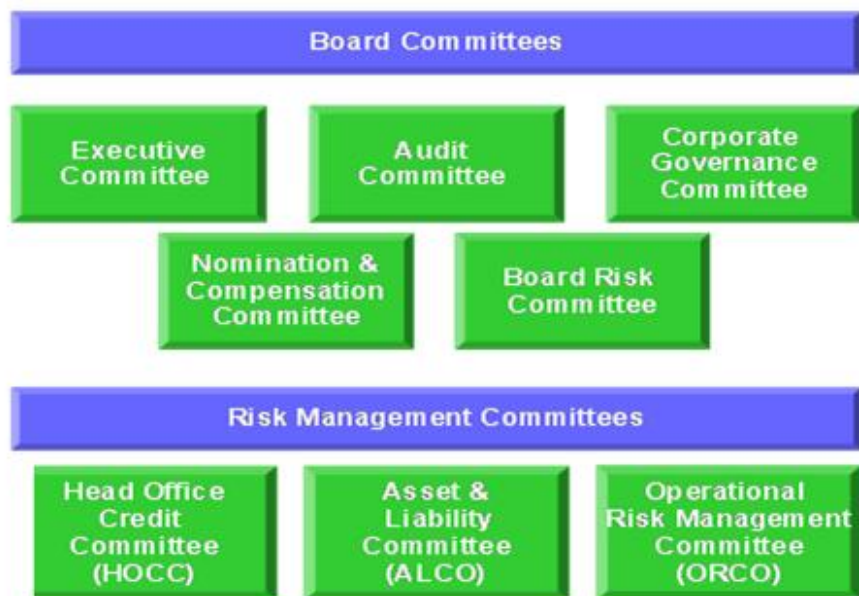 Board Committees
Executive
Committee
Audit
Committee
Corporate
Governance
Committee
Nomination &
Compensation
Committee
Board Risk
Committee
Risk Management Committees
Head Office
Credit
Committee
(HOCC)
Asset &
Liability
Committee
(ALCO)
Operational
Risk Management
Committee
(ORCO)